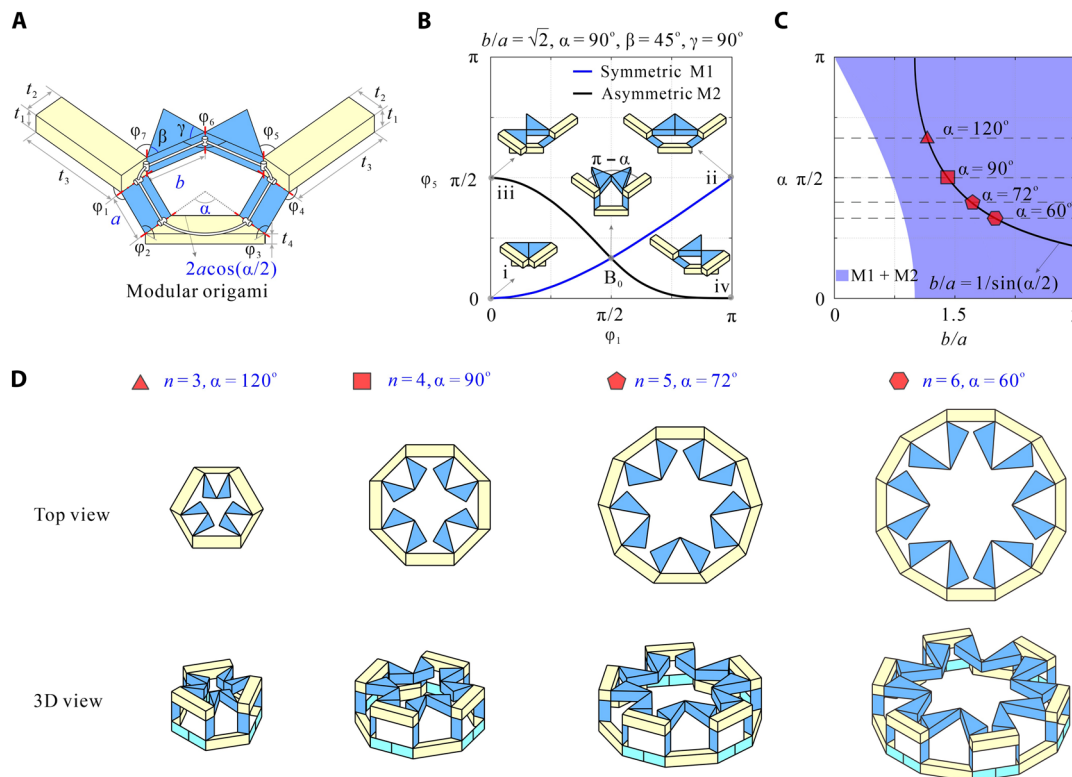 A
t₂
t₁
t₃
φ₇
β
γ
φ₆
φ₅
t₂
t₁
t₃
b
φ₁
a
α
φ₄
φ₂
φ₃
t₄
2acos(α/2)
Modular origami
B
b/a = √2, α = 90°, β = 45°, γ = 90°
π
Symmetric M1
Asymmetric M2
φ₅
π/2
iii
π − α
ii
i
B₀
iv
0
0
π/2
π
φ₁
C
π
α = 120°
α
π/2
α = 90°
α = 72°
α = 60°
M1 + M2
b/a = 1/sin(α/2)
0
0
1.5
b/a
D
n = 3, α = 120°
n = 4, α = 90°
n = 5, α = 72°
n = 6, α = 60°
Top view
3D view